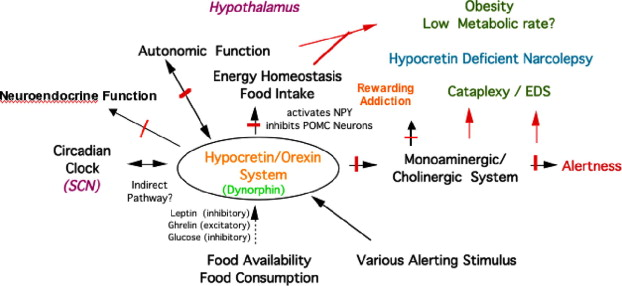 Hypothalamus
Obesity
Low Metabolic rate?
Autonomic Function
Hypocretin Deficient Narcolepsy
Energy Homeostasis
Food Intake
Rewarding
Addiction
Cataplexy / EDS
Neuroendocrine Function
activates NPY
inhibits POMC Neurons
Circadian
Clock
(SCN)
Hypocretin/Orexin
System
(Dynorphin)
Monoaminergic/
Cholinergic System
Alertness
Indirect
Pathway?
Leptin (inhibitory)
Ghrelin (excitatory)
Glucose (inhibitory)
Food Availability
Food Consumption
Various Alerting Stimulus